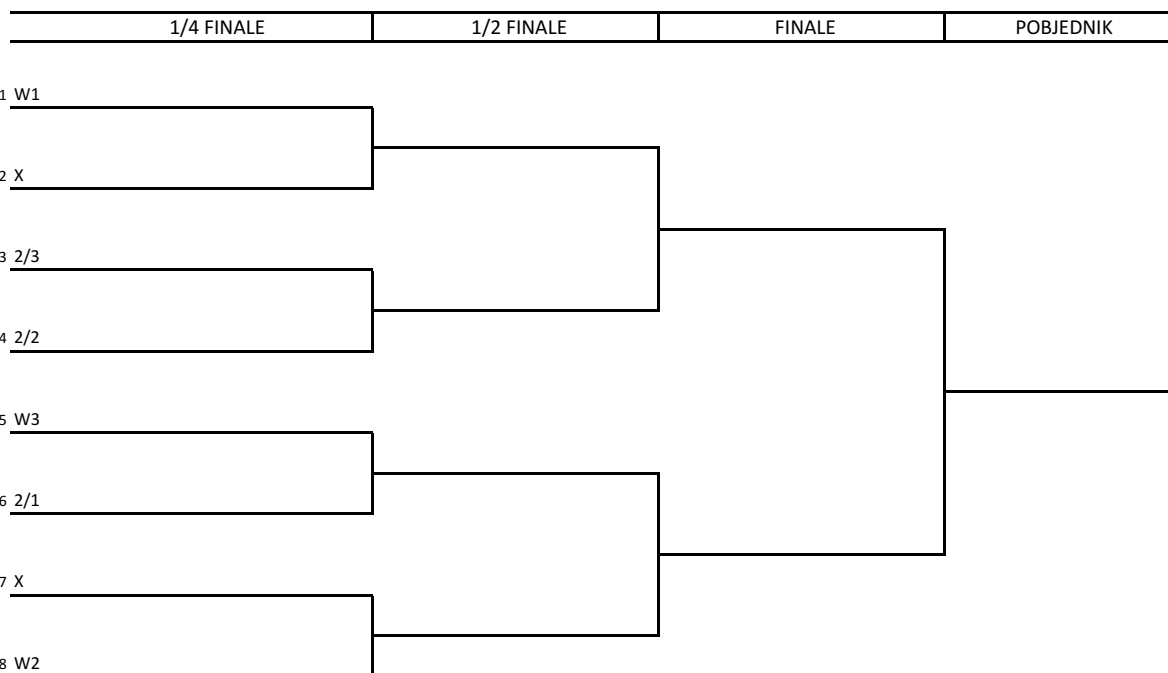 1/4 FINALE 1/2 FINALE FINALE POBJEDNIK
1 W1
2 X
3 2/3
4 2/2
5 W3
6 2/1
7 X
8 W2